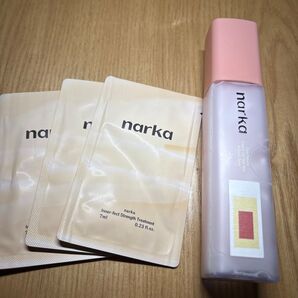 narka
narka
narka
Inner-fect Strength Treatment
7ml 0.23 fl.oz.
narka